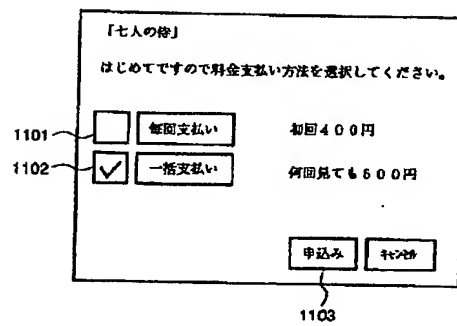 「七人の侍」
はじめてですので料金支払い方法を選択してください。
1101 毎回支払い 初回400円
1102 一括支払い 何回見ても600円
申込み キャンセル
1103